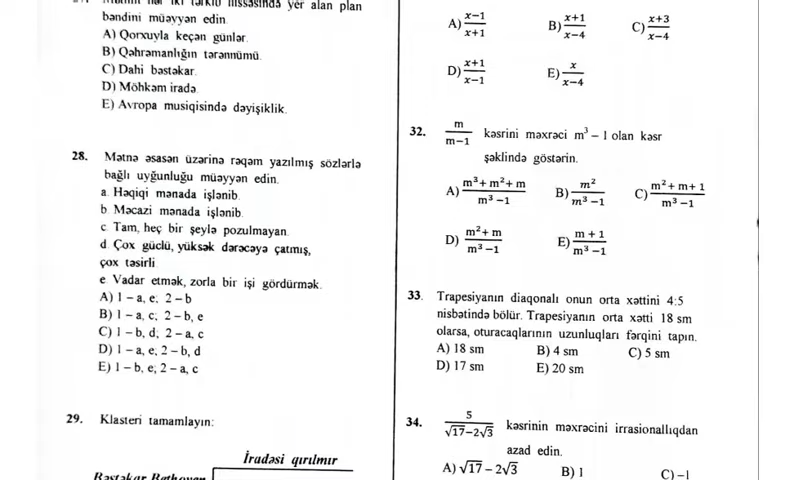 yer alan plan
bəndini müəyyən edin.
A) Qorxuyla keçən günlər.
B) Qəhrəmanlığın tərənnümü.
C) Dahi bəstəkar.
D) Möhkəm iradə.
E) Avropa musiqisində dəyişiklik.
28. Mətnə əsasən üzərinə rəqəm yazılmış sözlərlə
bağlı uyğunluğu müəyyən edin.
a. Həqiqi mənada işlənib.
b. Məcazi mənada işlənib.
c. Tam, heç bir şeylə pozulmayan.
d. Çox güclü, yüksək dərəcəyə çatmış,
çox təsirli.
e. Vadar etmək, zorla bir işi gördürmək.
A) 1 – a, e; 2 – b
B) 1 – a, c; 2 – b, e
C) 1 – b, d; 2 – a, c
D) 1 – a, e; 2 – b, d
E) 1 – b, e; 2 – a, c
29. Klasteri tamamlayın:
İradəsi qırılmır
Bəstəkar Bethoven
A) x−1/x+1 B) x+1/x−4 C) x+3/x−4
D) x+1/x−1 E) x/x−4
32. m/m−1 kəsrini məxrəci m³ – 1 olan kəsr
şəklində göstərin.
A) m³+ m²+ m/m³ −1 B) m²/m³ −1 C) m²+ m+ 1/m³ −1
D) m²+ m/m³ −1 E) m + 1/m³ −1
33. Trapesiyanın diaqonalı onun orta xəttini 4:5
nisbətində bölür. Trapesiyanın orta xətti 18 sm
olarsa, oturacaqlarının uzunluqları fərqini tapın.
A) 18 sm B) 4 sm C) 5 sm
D) 17 sm E) 20 sm
34. 5/√17−2√3 kəsrinin məxrəcini irrasionallıqdan
azad edin.
A) √17 – 2√3 B) 1 C) –1